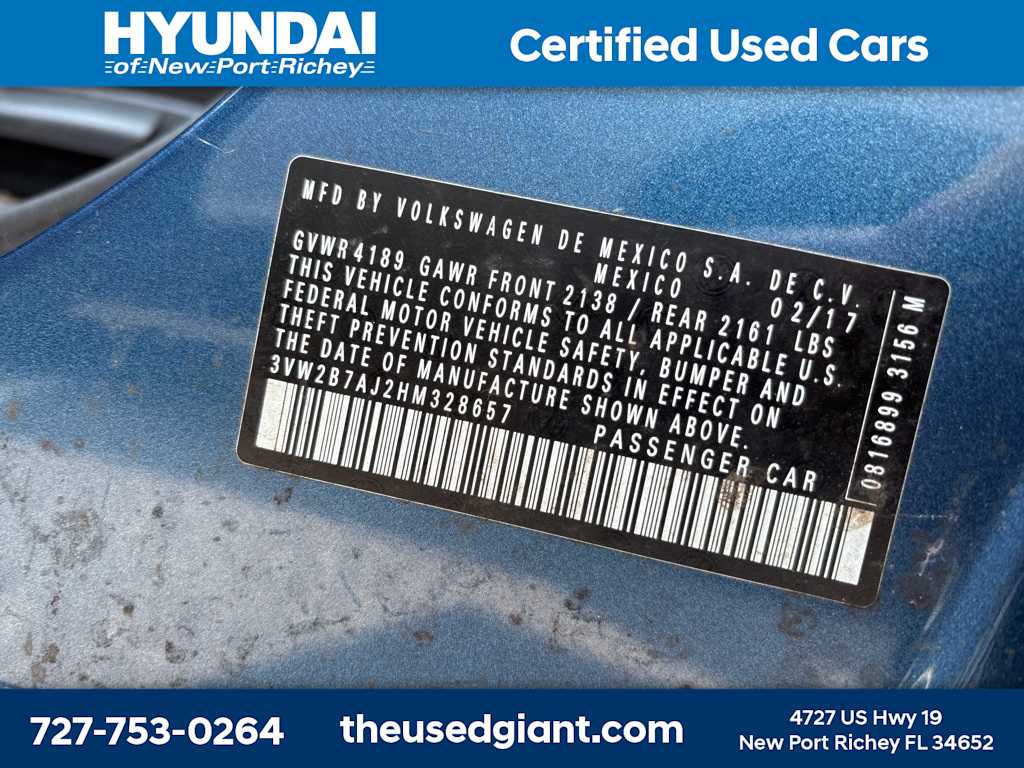 HYUNDAI
of New Port Richey
Certified Used Cars
MFD BY VOLKSWAGEN DE MEXICO S.A. DE C.V.
MEXICO 02/17
GVWR 4189 GAWR FRONT 2138 / REAR 2161 LBS
THIS VEHICLE CONFORMS TO ALL APPLICABLE U.S.
FEDERAL MOTOR VEHICLE SAFETY, BUMPER AND
THEFT PREVENTION STANDARDS IN EFFECT ON
THE DATE OF MANUFACTURE SHOWN ABOVE.
3VW2B7AJ2HM328657
PASSENGER CAR
0816899 3156 M
727-753-0264
theusedgiant.com
4727 US Hwy 19
New Port Richey FL 34652